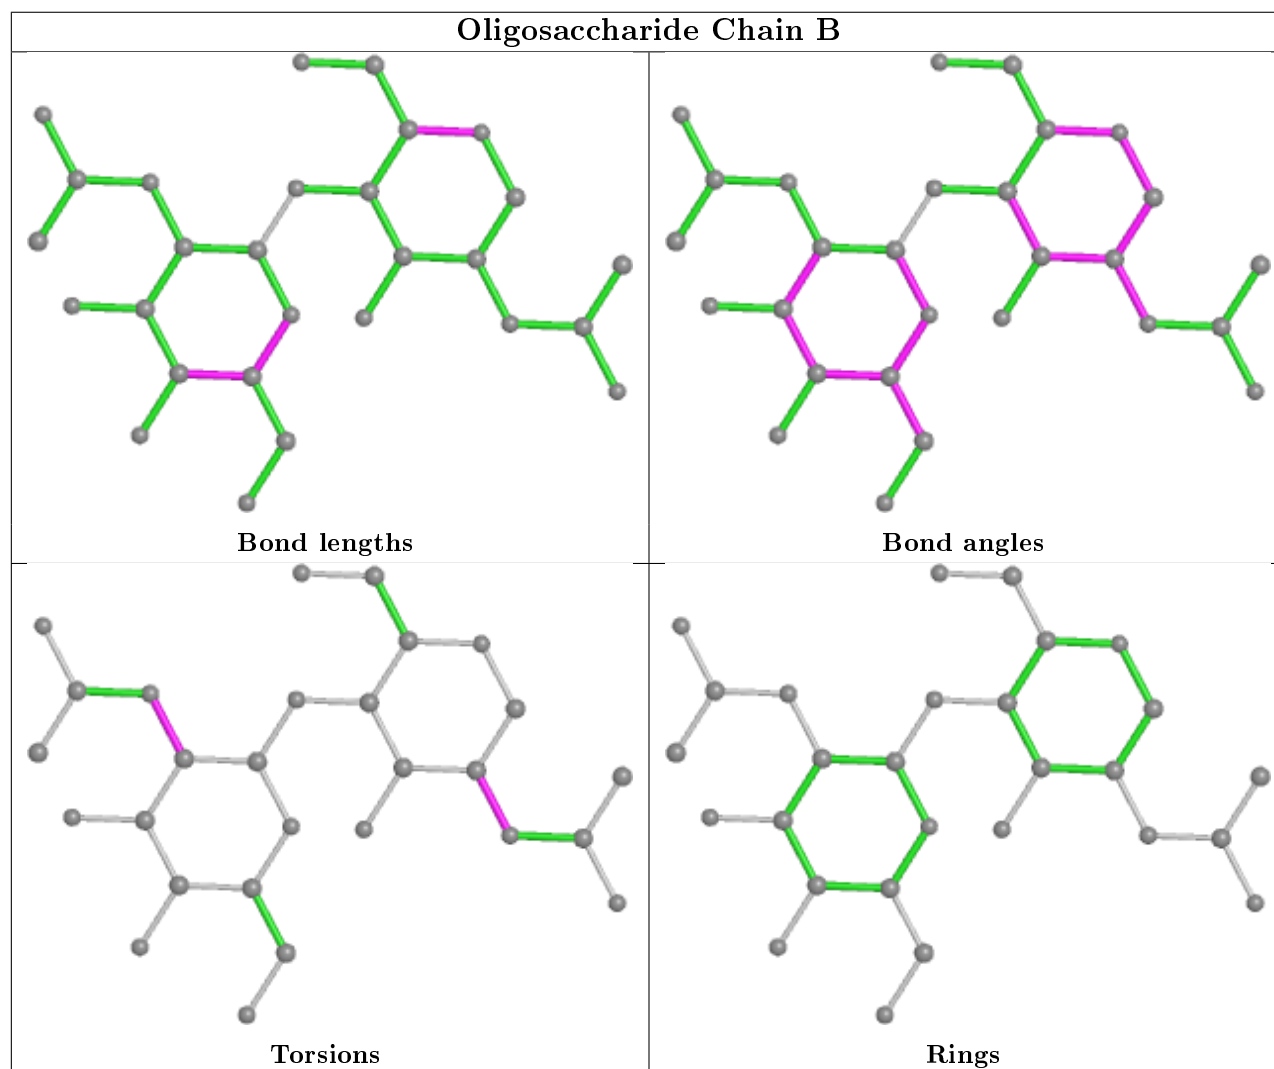 Oligosaccharide Chain B
Bond lengths
Bond angles
Torsions
Rings